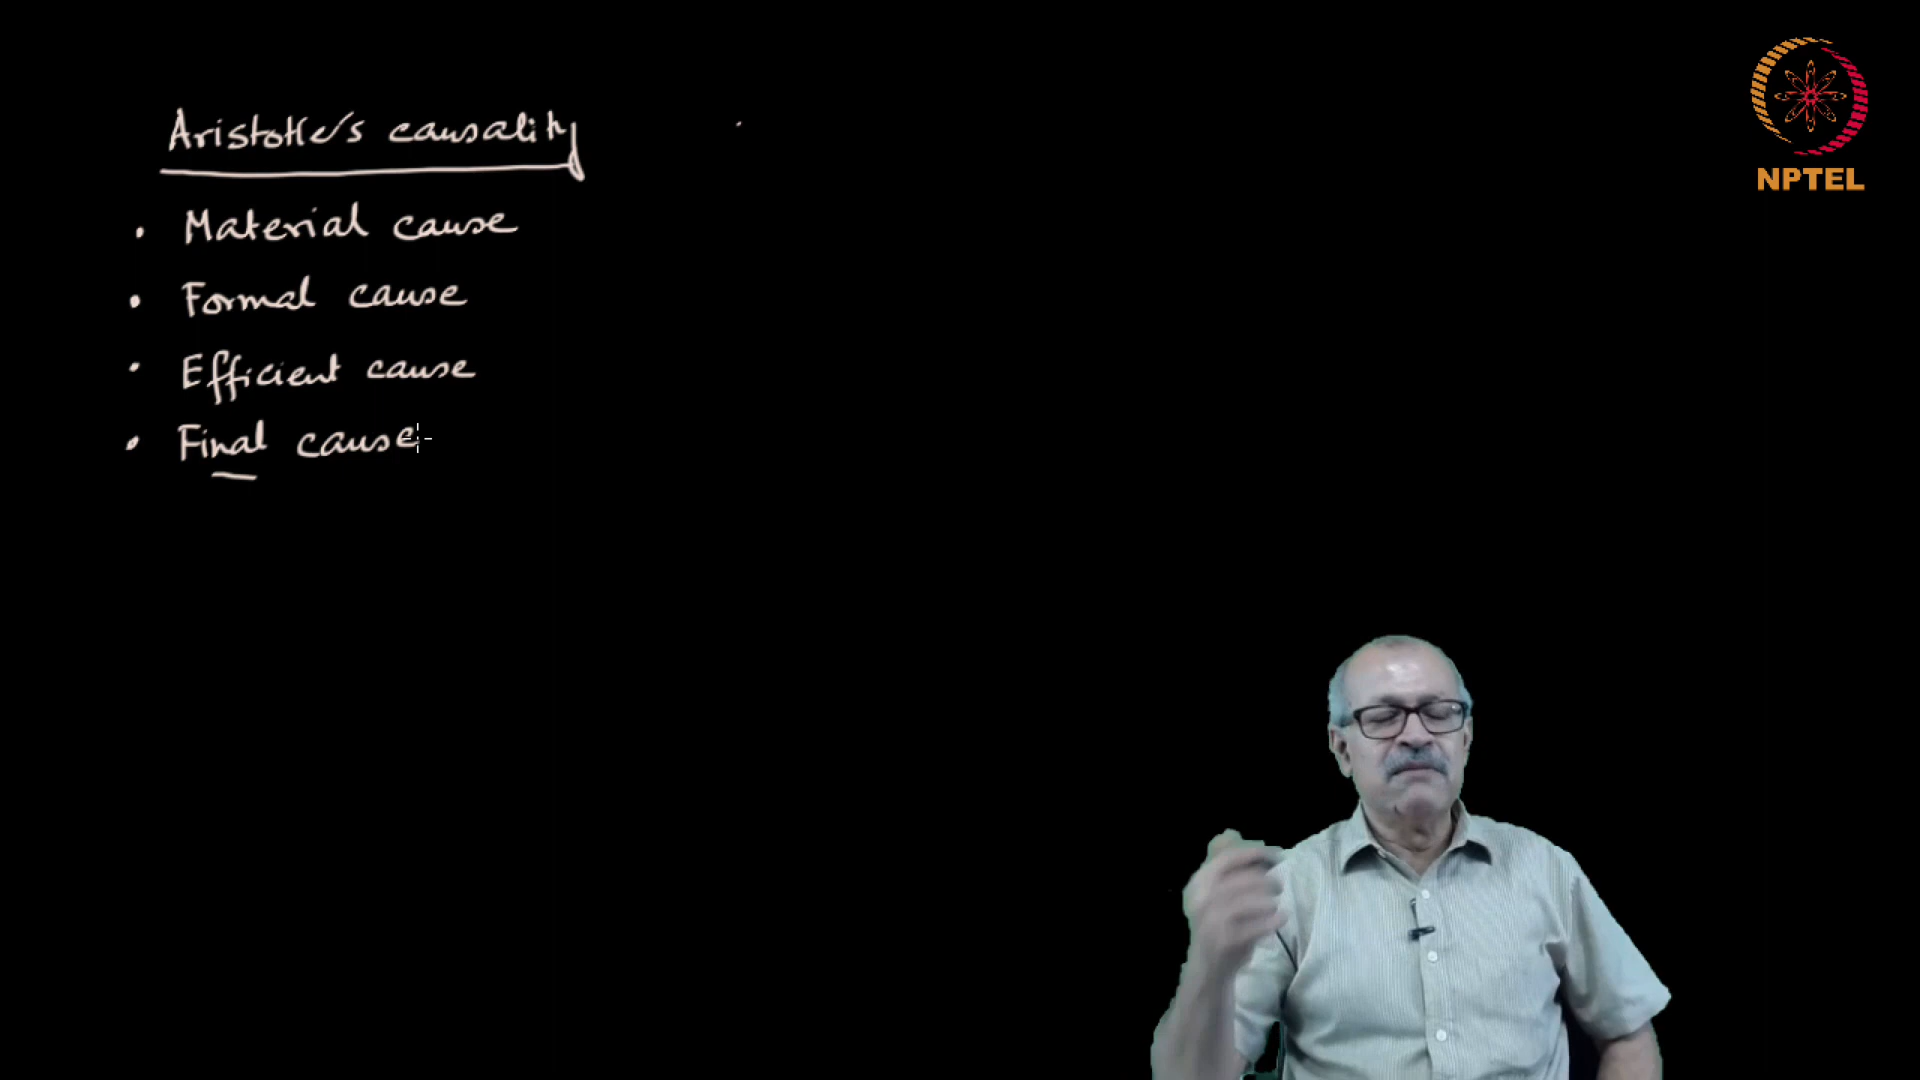 Aristotle's causality
• Material cause
• Formal cause
• Efficient cause
• Final cause
NPTEL